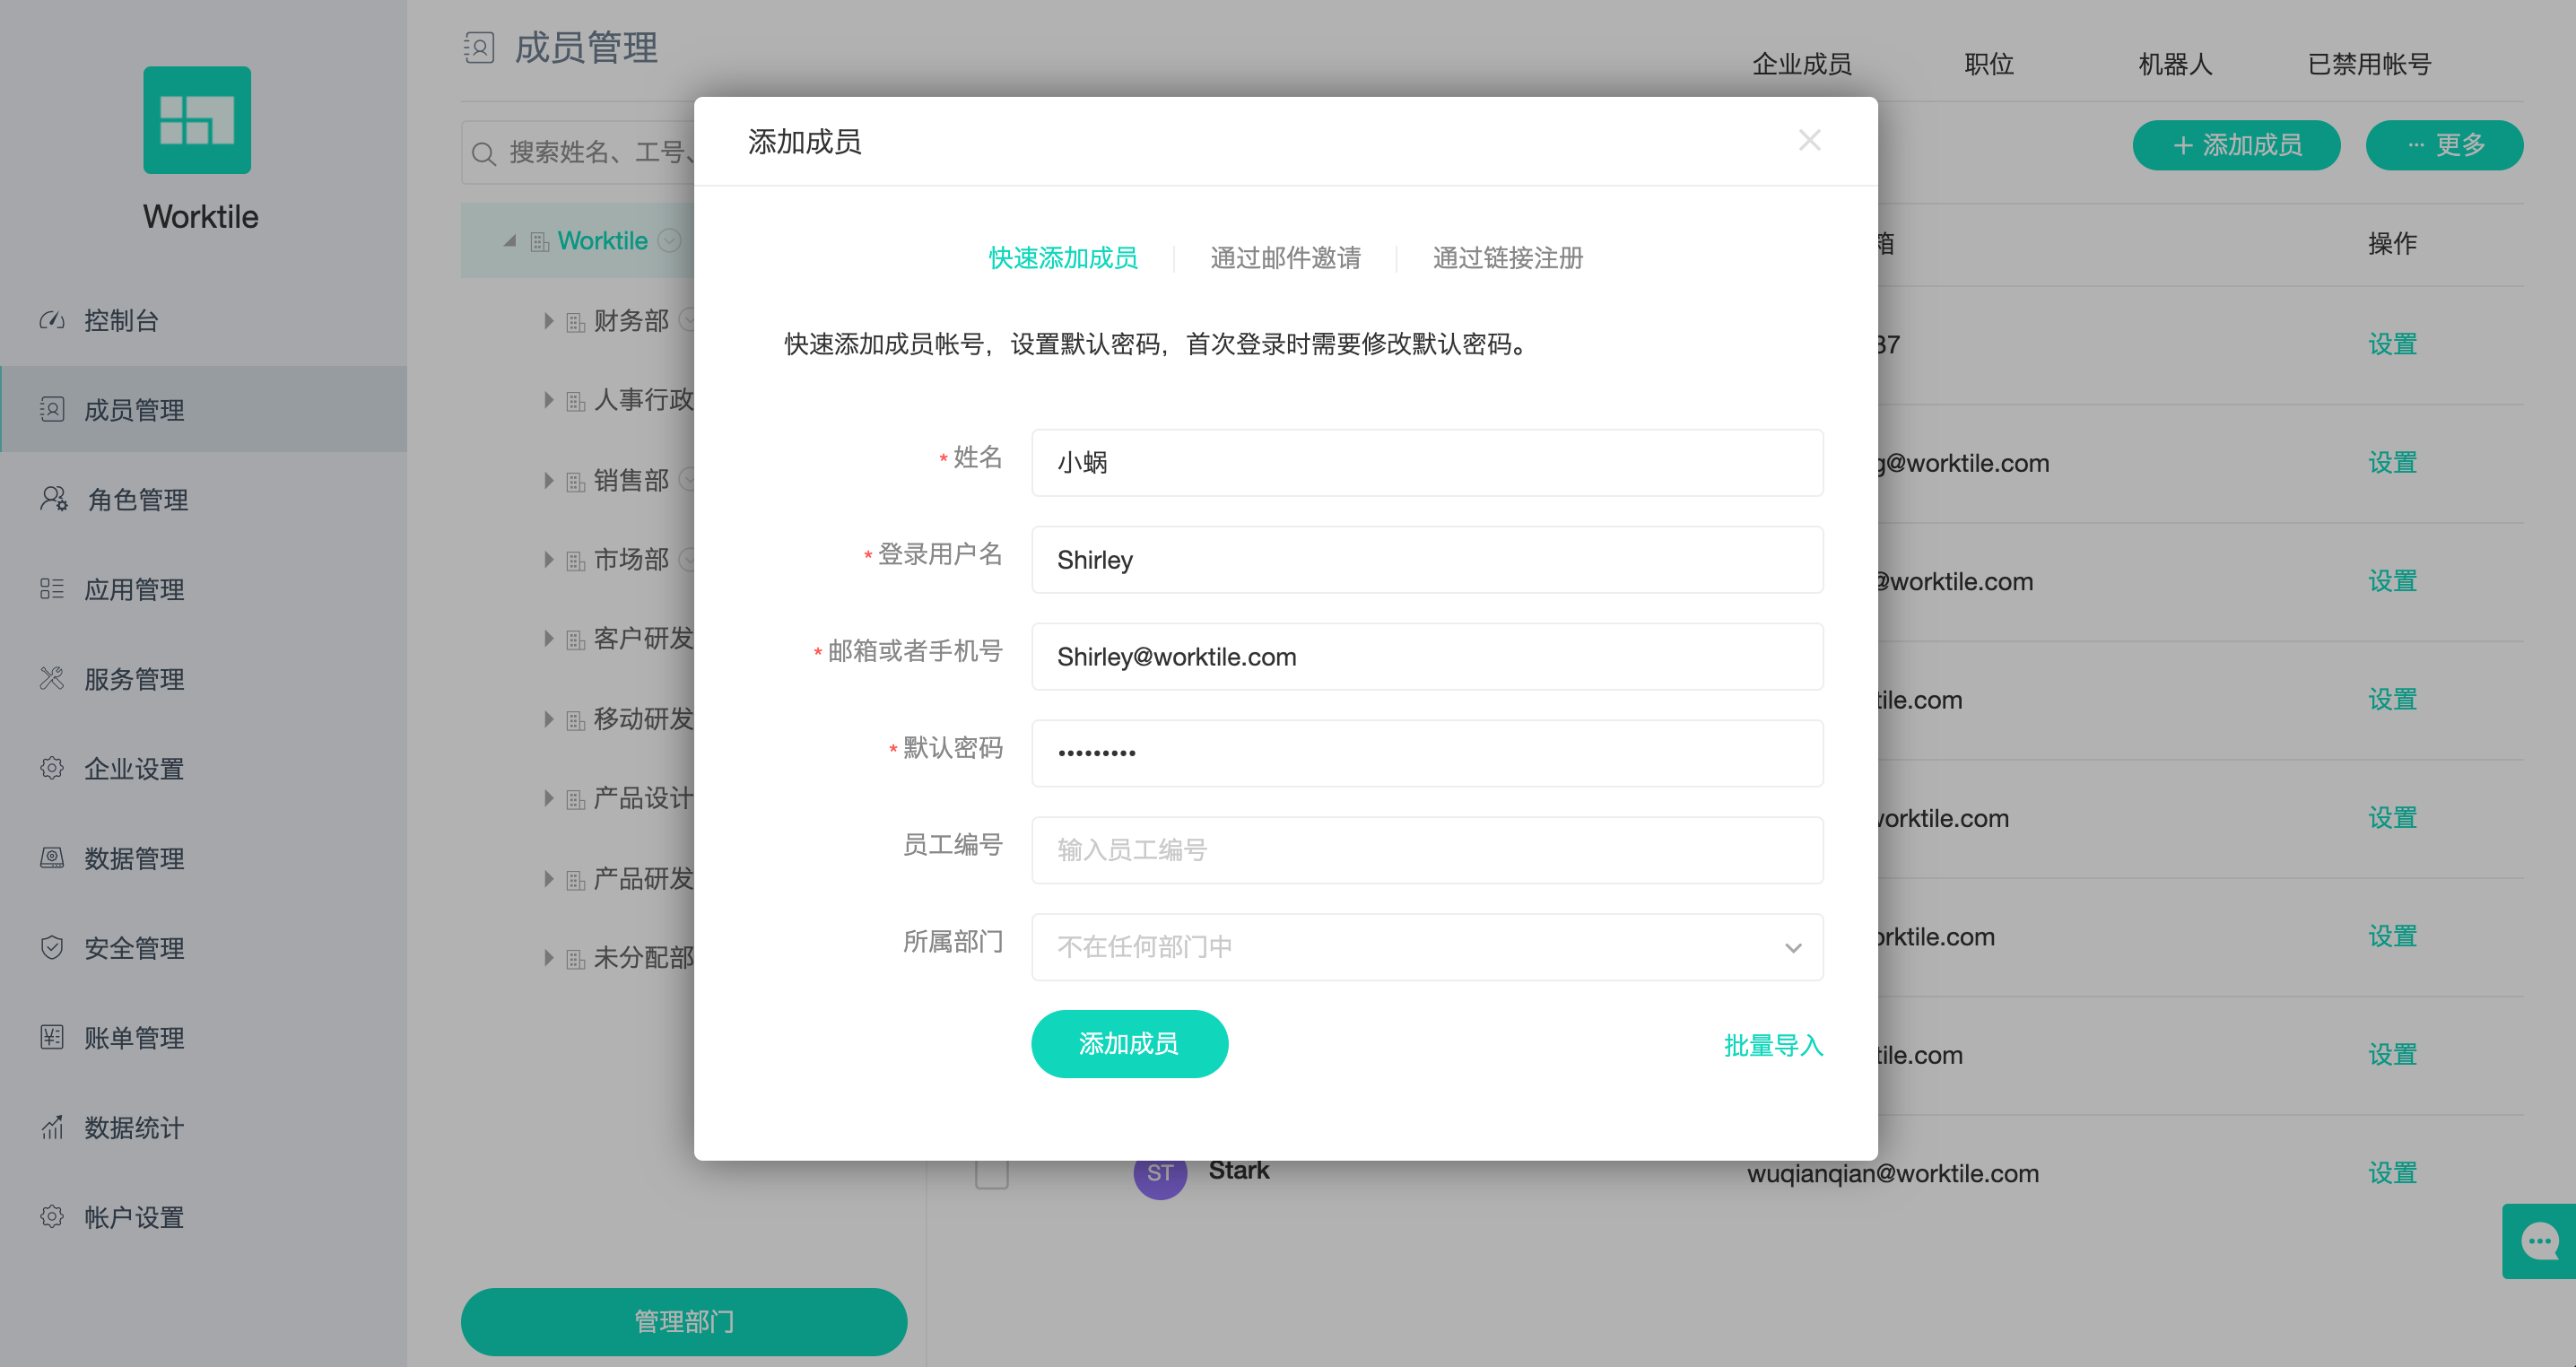 Worktile
控制台
成员管理
角色管理
应用管理
服务管理
企业设置
数据管理
安全管理
账单管理
数据统计
帐户设置
成员管理
企业成员
职位
机器人
已禁用帐号
搜索姓名、工号、
+ 添加成员
··· 更多
Worktile
财务部
人事行政
销售部
市场部
客户研发
移动研发
产品设计
产品研发
未分配部
管理部门
箱
操作
37
设置
g@worktile.com
设置
@worktile.com
设置
tile.com
设置
worktile.com
设置
orktile.com
设置
tile.com
设置
ST
Stark
wuqianqian@worktile.com
设置
添加成员
快速添加成员
通过邮件邀请
通过链接注册
快速添加成员帐号，设置默认密码，首次登录时需要修改默认密码。
* 姓名
小蜗
* 登录用户名
Shirley
* 邮箱或者手机号
Shirley@worktile.com
* 默认密码
•••••••••
员工编号
输入员工编号
所属部门
不在任何部门中
添加成员
批量导入